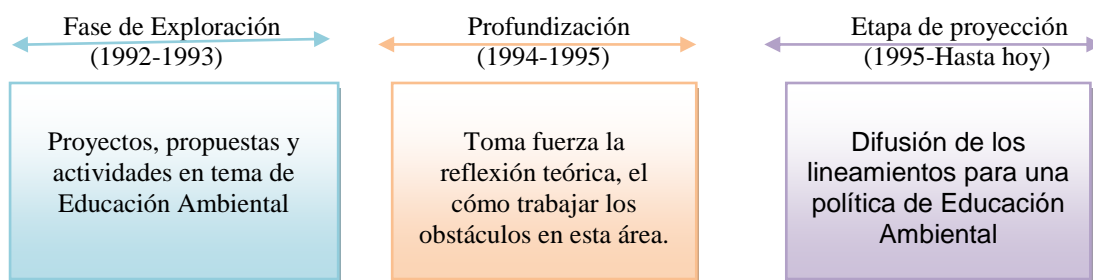 Fase de Exploración
(1992-1993)
Proyectos, propuestas y
actividades en tema de
Educación Ambiental
Profundización
(1994-1995)
Toma fuerza la
reflexión teórica, el
cómo trabajar los
obstáculos en esta área.
Etapa de proyección
(1995-Hasta hoy)
Difusión de los
lineamientos para una
política de Educación
Ambiental